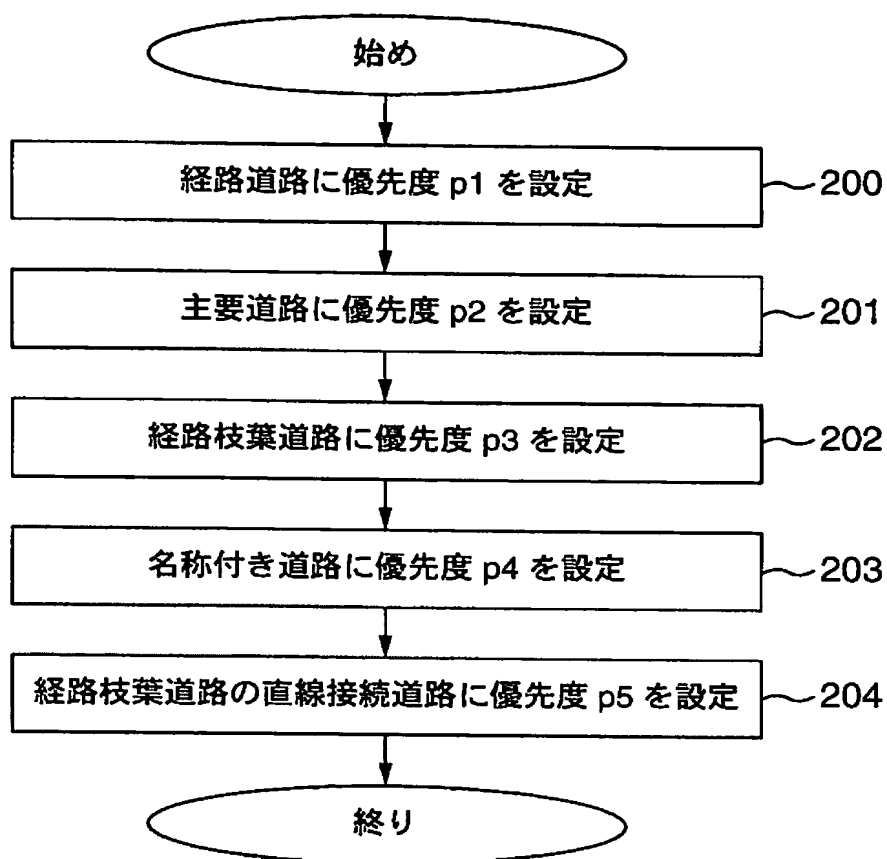 始め
経路道路に優先度 p1 を設定
200
主要道路に優先度 p2 を設定
201
経路枝葉道路に優先度 p3 を設定
202
名称付き道路に優先度 p4 を設定
203
経路枝葉道路の直線接続道路に優先度 p5 を設定
204
終り